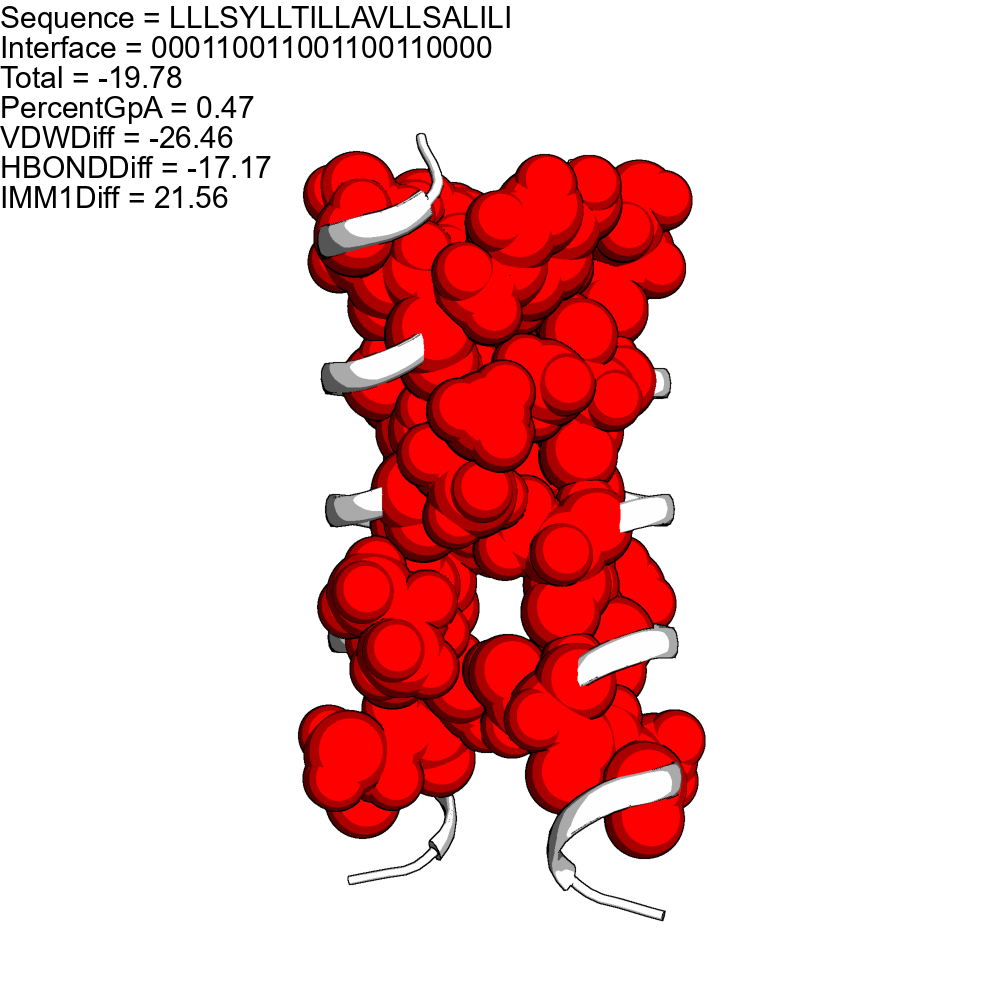 Sequence = LLLSYLLTILLAVLLSALILI
Interface = 000110011001100110000
Total = -19.78
PercentGpA = 0.47
VDWDiff = -26.46
HBONDDiff = -17.17
IMM1Diff = 21.56